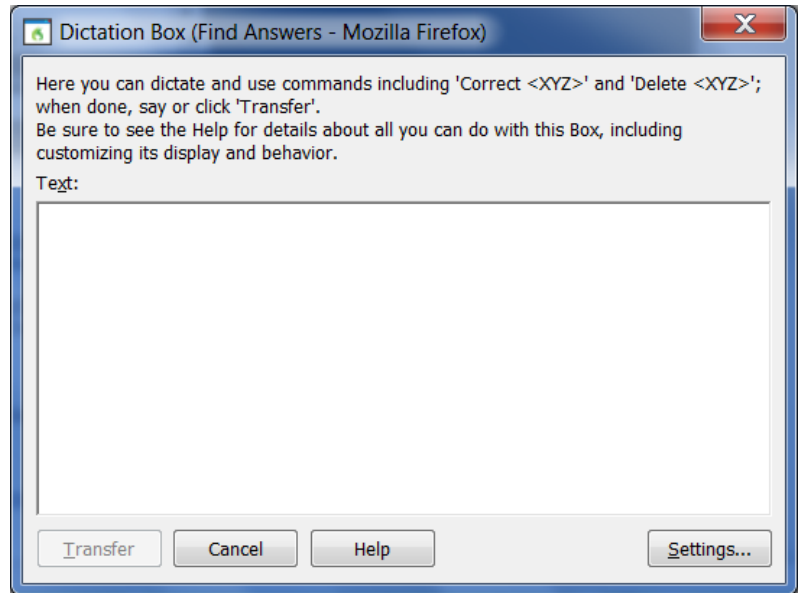 Dictation Box (Find Answers - Mozilla Firefox)
X
Here you can dictate and use commands including 'Correct <XYZ>' and 'Delete <XYZ>';
when done, say or click 'Transfer'.
Be sure to see the Help for details about all you can do with this Box, including
customizing its display and behavior.
Text:
Transfer Cancel Help Settings...